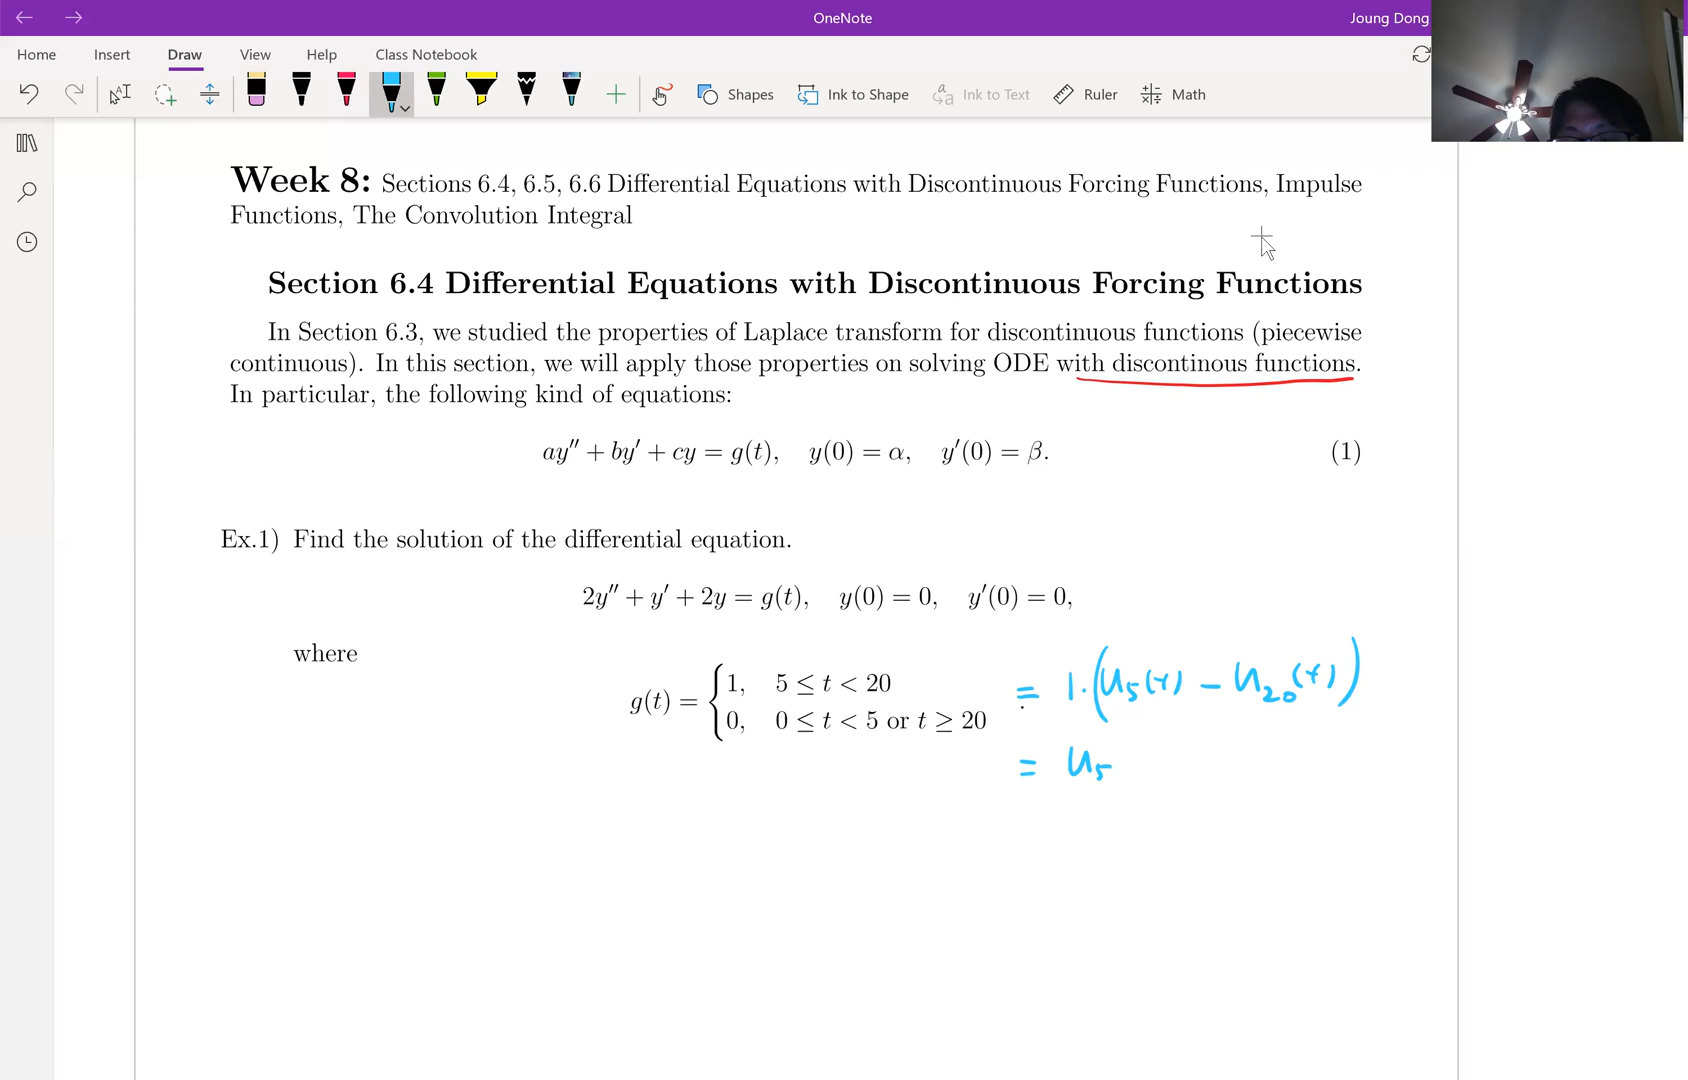 OneNote
Joung Dong
Home Insert Draw View Help Class Notebook
Shapes Ink to Shape Ink to Text Ruler Math
Week 8: Sections 6.4, 6.5, 6.6 Differential Equations with Discontinuous Forcing Functions, Impulse
Functions, The Convolution Integral
Section 6.4 Differential Equations with Discontinuous Forcing Functions
In Section 6.3, we studied the properties of Laplace transform for discontinuous functions (piecewise
continuous). In this section, we will apply those properties on solving ODE with discontinous functions.
In particular, the following kind of equations:
ay″ + by′ + cy = g(t), y(0) = α, y′(0) = β. (1)
Ex.1) Find the solution of the differential equation.
2y″ + y′ + 2y = g(t), y(0) = 0, y′(0) = 0,
where
g(t) = { 1, 5 ≤ t < 20
0, 0 ≤ t < 5 or t ≥ 20
= 1·(u₅(t) − u₂₀(t))
= u₅